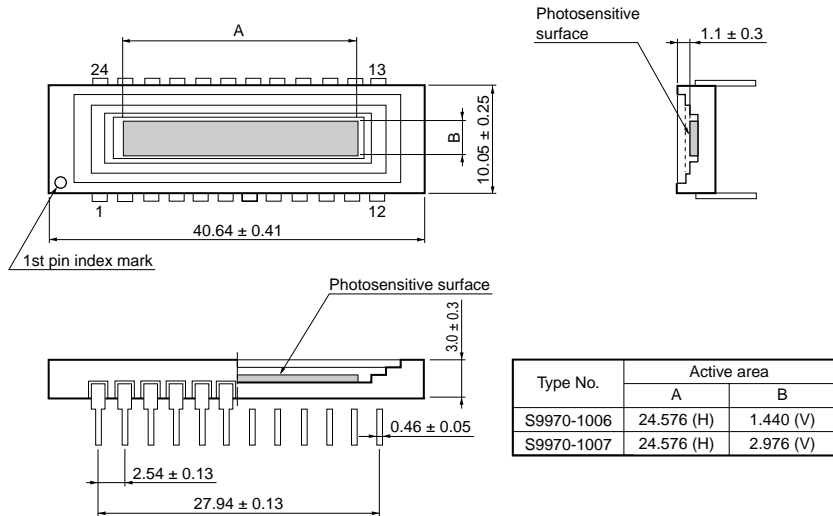 Photosensitive
surface
1.1 ± 0.3
A
24
13
B
10.05 ± 0.25
1
12
40.64 ± 0.41
1st pin index mark
Photosensitive surface
3.0 ± 0.3
0.46 ± 0.05
2.54 ± 0.13
27.94 ± 0.13
Type No. Active area
A B
S9970-1006 24.576 (H) 1.440 (V)
S9970-1007 24.576 (H) 2.976 (V)